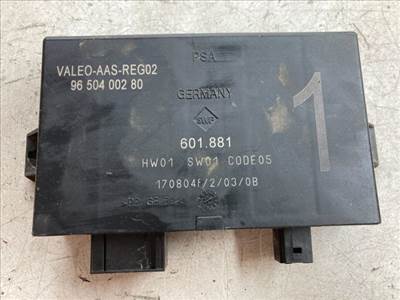 PSA
VALEO-AAS-REG02
96 504 002 80
GERMANY
1
601.881
HW01 SW01 CODE05
170804F/2/03/0B